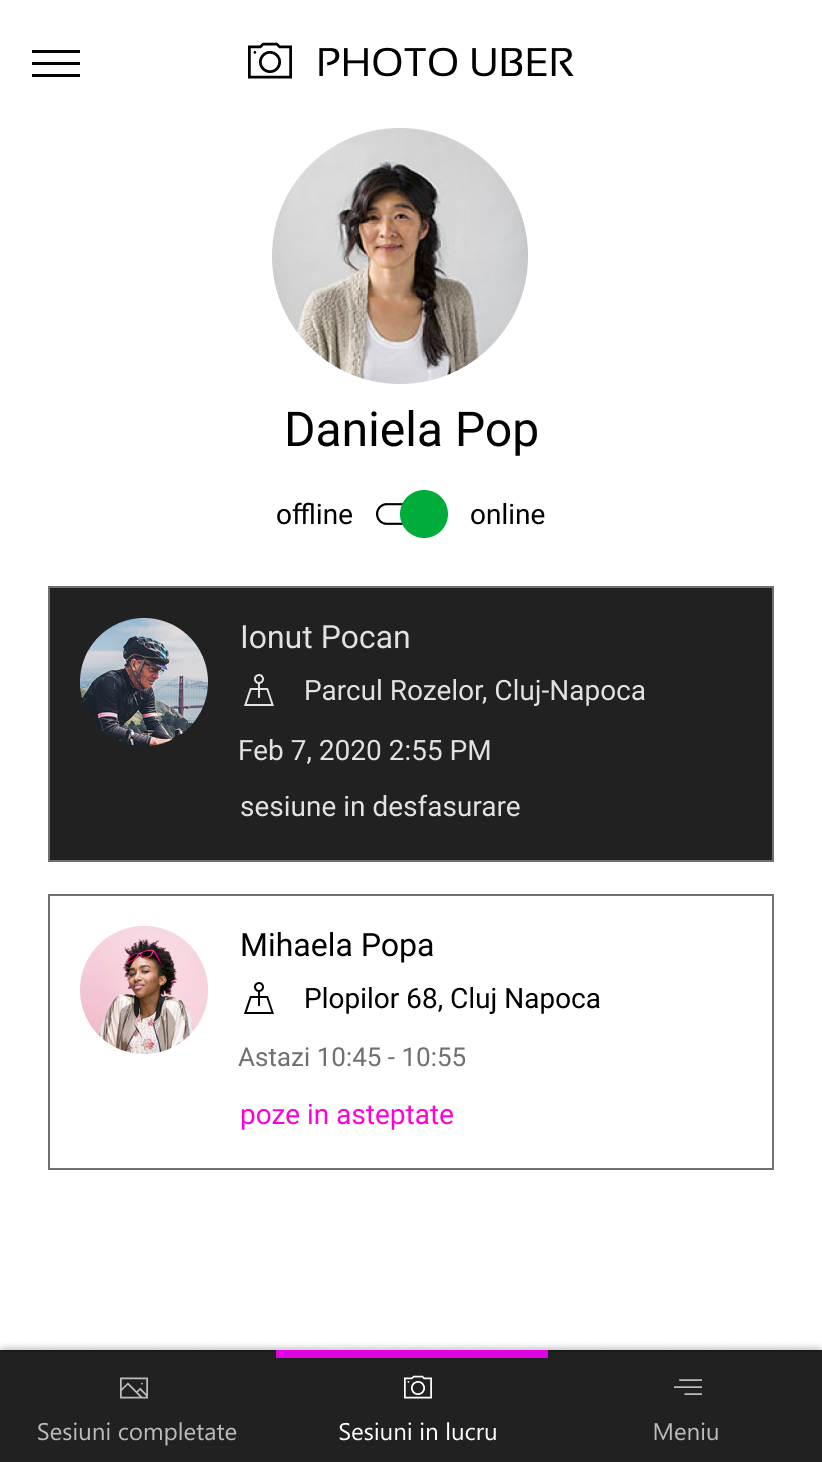 PHOTO UBER
Daniela Pop
offline online
Ionut Pocan
Parcul Rozelor, Cluj-Napoca
Feb 7, 2020 2:55 PM
sesiune in desfasurare
Mihaela Popa
Plopilor 68, Cluj Napoca
Astazi 10:45 - 10:55
poze in asteptate
Sesiuni completate Sesiuni in lucru Meniu